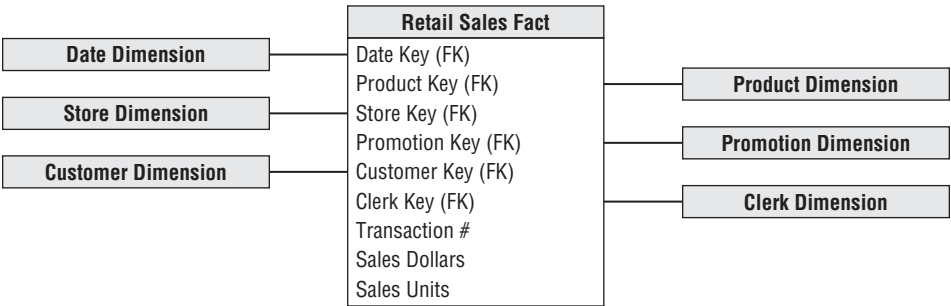 Retail Sales Fact
Date Dimension
Date Key (FK)
Product Key (FK)
Product Dimension
Store Dimension
Store Key (FK)
Promotion Key (FK)
Promotion Dimension
Customer Dimension
Customer Key (FK)
Clerk Key (FK)
Clerk Dimension
Transaction #
Sales Dollars
Sales Units